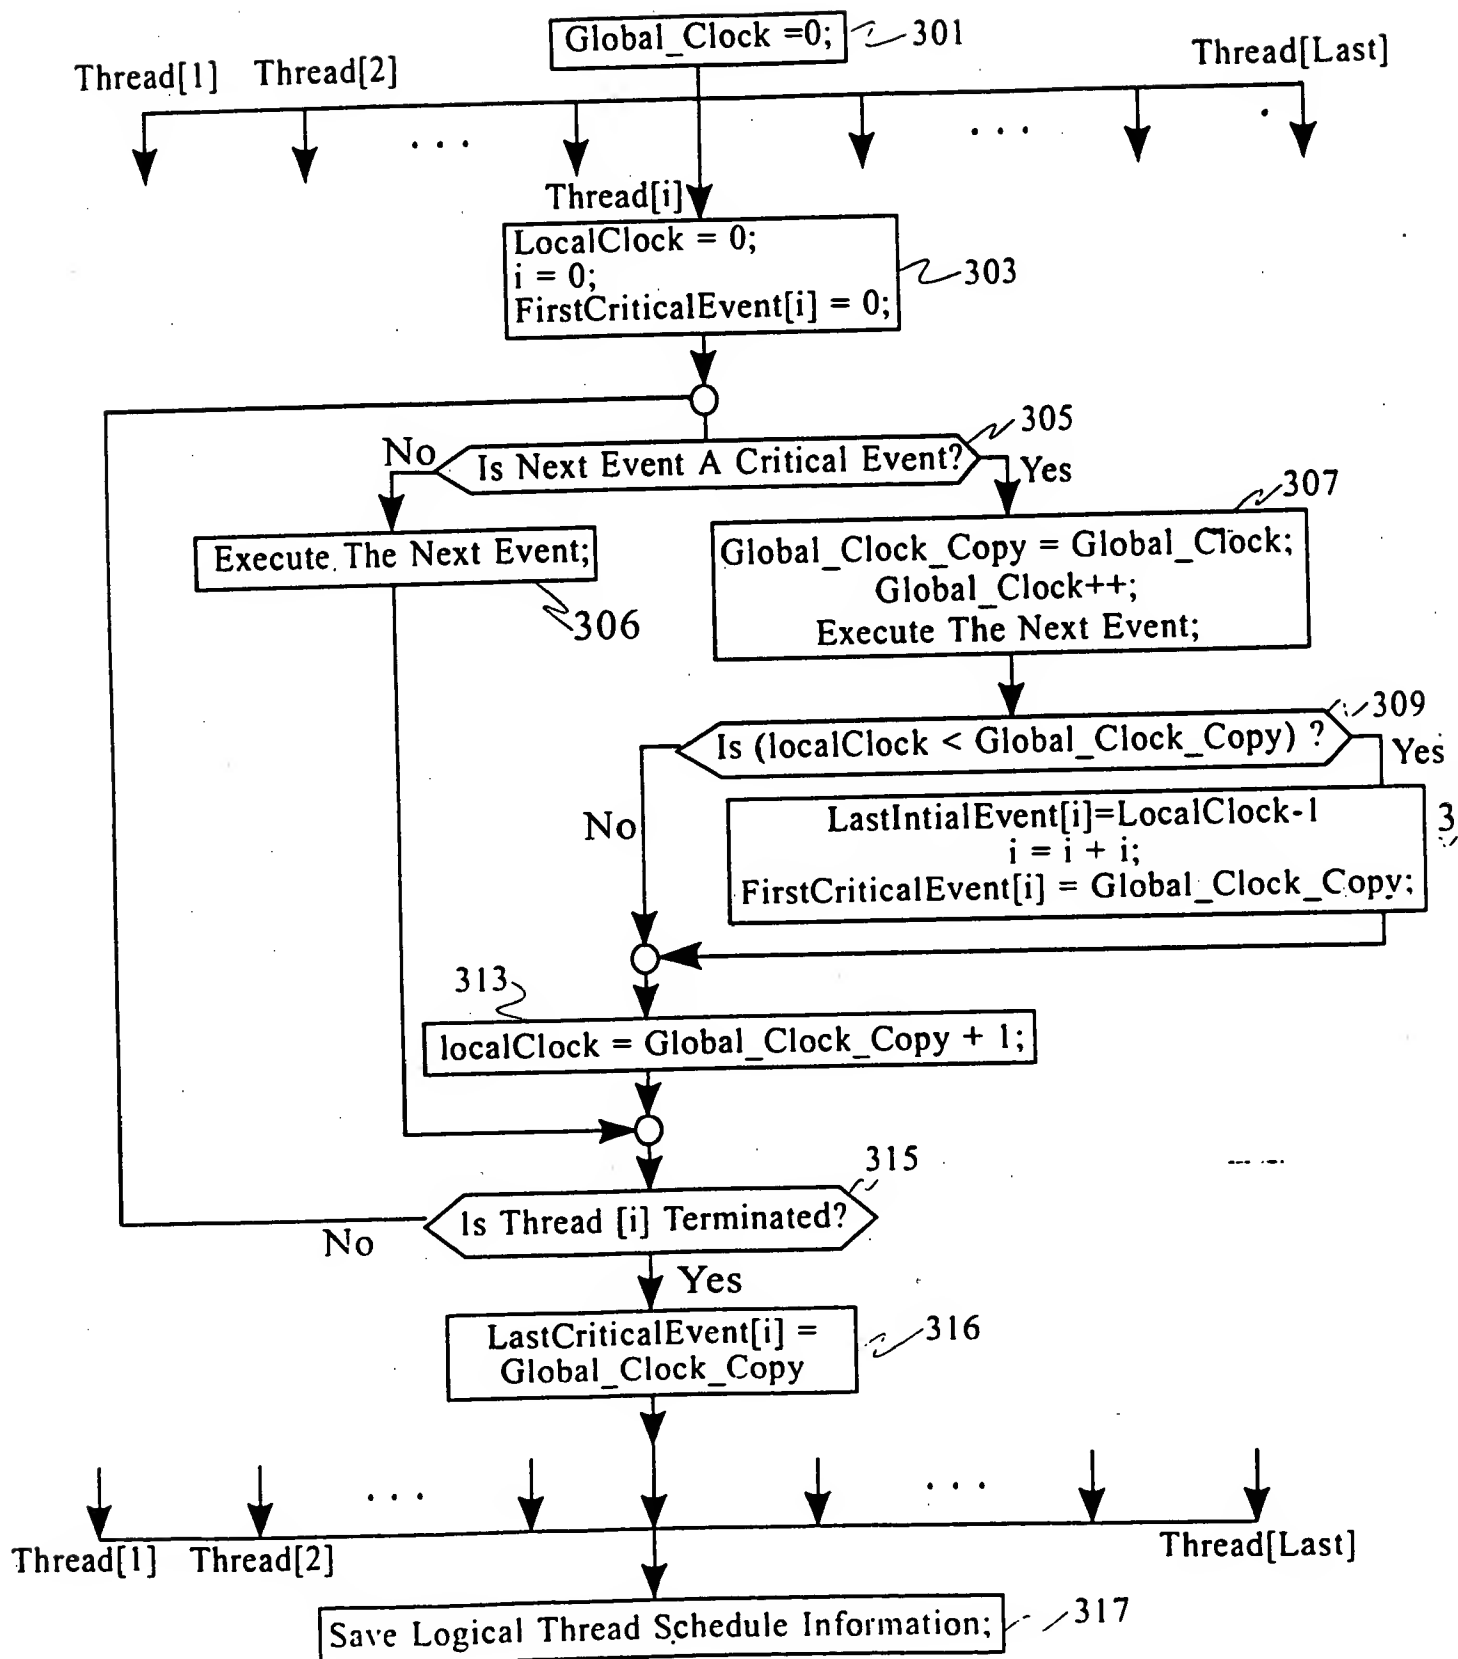 Global_Clock =0;
301
Thread[1]
Thread[2]
Thread[Last]
. . .
. . .
Thread[i]
LocalClock = 0;
i = 0;
FirstCriticalEvent[i] = 0;
303
305
No
Is Next Event A Critical Event?
Yes
307
Execute The Next Event;
306
Global_Clock_Copy = Global_Clock;
Global_Clock++;
Execute The Next Event;
309
Is (localClock < Global_Clock_Copy) ?
Yes
No
LastIntialEvent[i]=LocalClock-1
i = i + i;
FirstCriticalEvent[i] = Global_Clock_Copy;
3
313
localClock = Global_Clock_Copy + 1;
315
Is Thread [i] Terminated?
No
Yes
LastCriticalEvent[i] =
Global_Clock_Copy
316
. . .
. . .
Thread[1]
Thread[2]
Thread[Last]
Save Logical Thread Schedule Information;
317